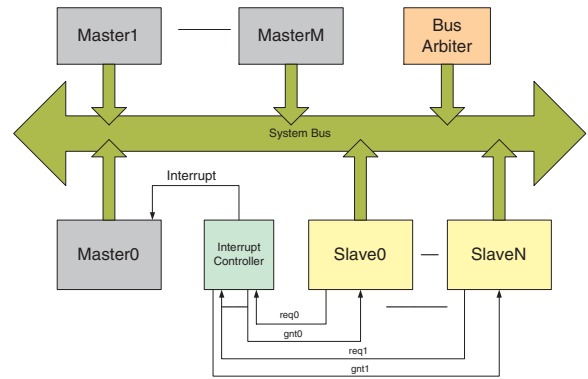 Master1
MasterM
Bus
Arbiter
System Bus
Interrupt
Master0
Interrupt
Controller
Slave0
SlaveN
req0
gnt0
req1
gnt1